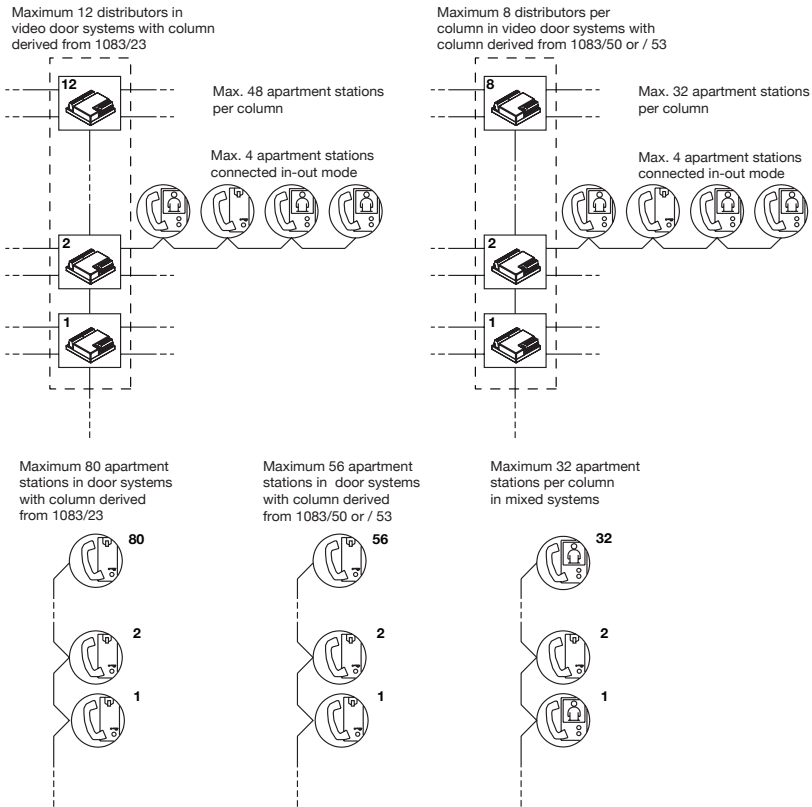 Maximum 12 distributors in
video door systems with column
derived from 1083/23
12
Max. 48 apartment stations
per column
Max. 4 apartment stations
connected in-out mode
2
1
Maximum 8 distributors per
column in video door systems with
column derived from 1083/50 or / 53
8
Max. 32 apartment stations
per column
Max. 4 apartment stations
connected in-out mode
2
1
Maximum 80 apartment
stations in door systems
with column derived
from 1083/23
80
2
1
Maximum 56 apartment
stations in door systems
with column derived
from 1083/50 or / 53
56
2
1
Maximum 32 apartment
stations per column
in mixed systems
32
2
1